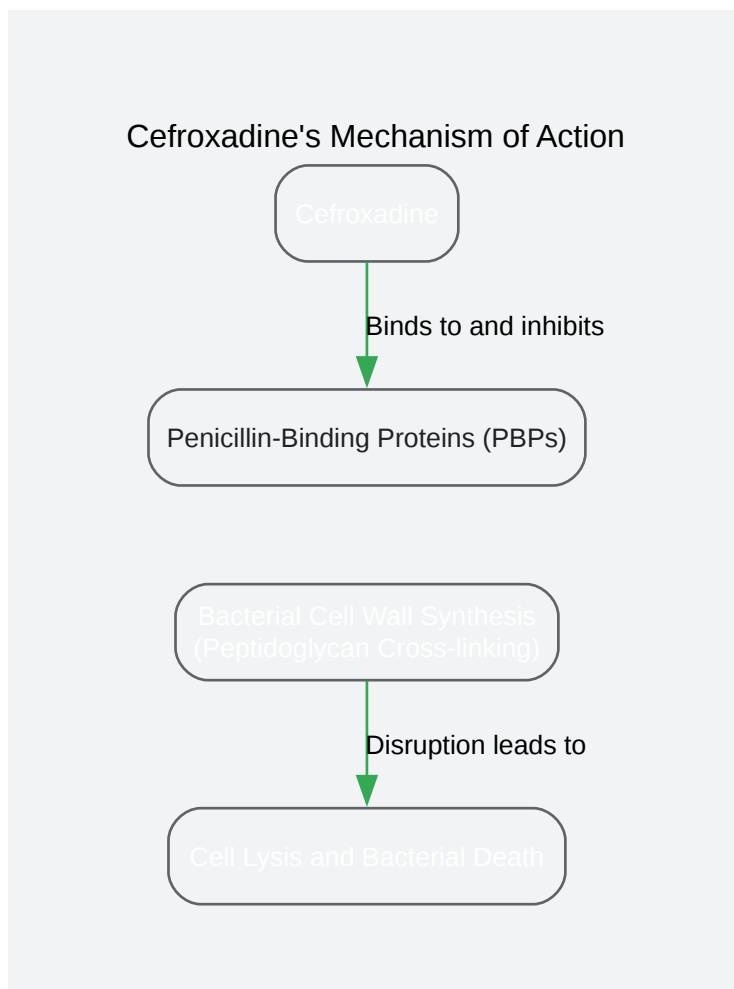 Cefroxadine's Mechanism of Action
Cefroxadine
Binds to and inhibits
Penicillin-Binding Proteins (PBPs)
Bacterial Cell Wall Synthesis
(Peptidoglycan Cross-linking)
Disruption leads to
Cell Lysis and Bacterial Death